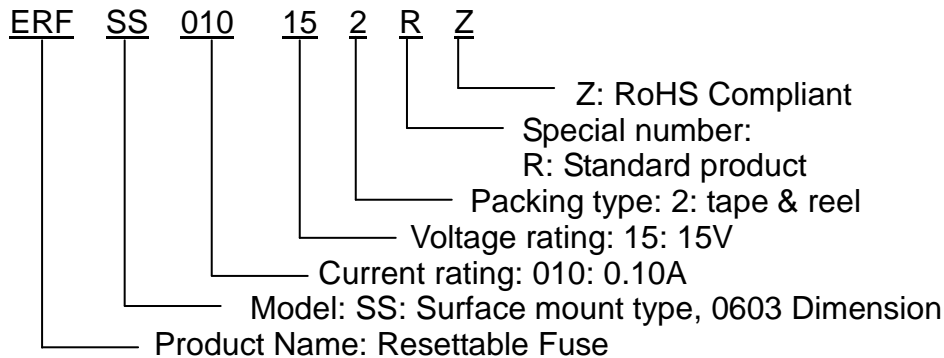 ERF SS 010 15 2 R Z
Z: RoHS Compliant
Special number:
R: Standard product
Packing type: 2: tape & reel
Voltage rating: 15: 15V
Current rating: 010: 0.10A
Model: SS: Surface mount type, 0603 Dimension
Product Name: Resettable Fuse